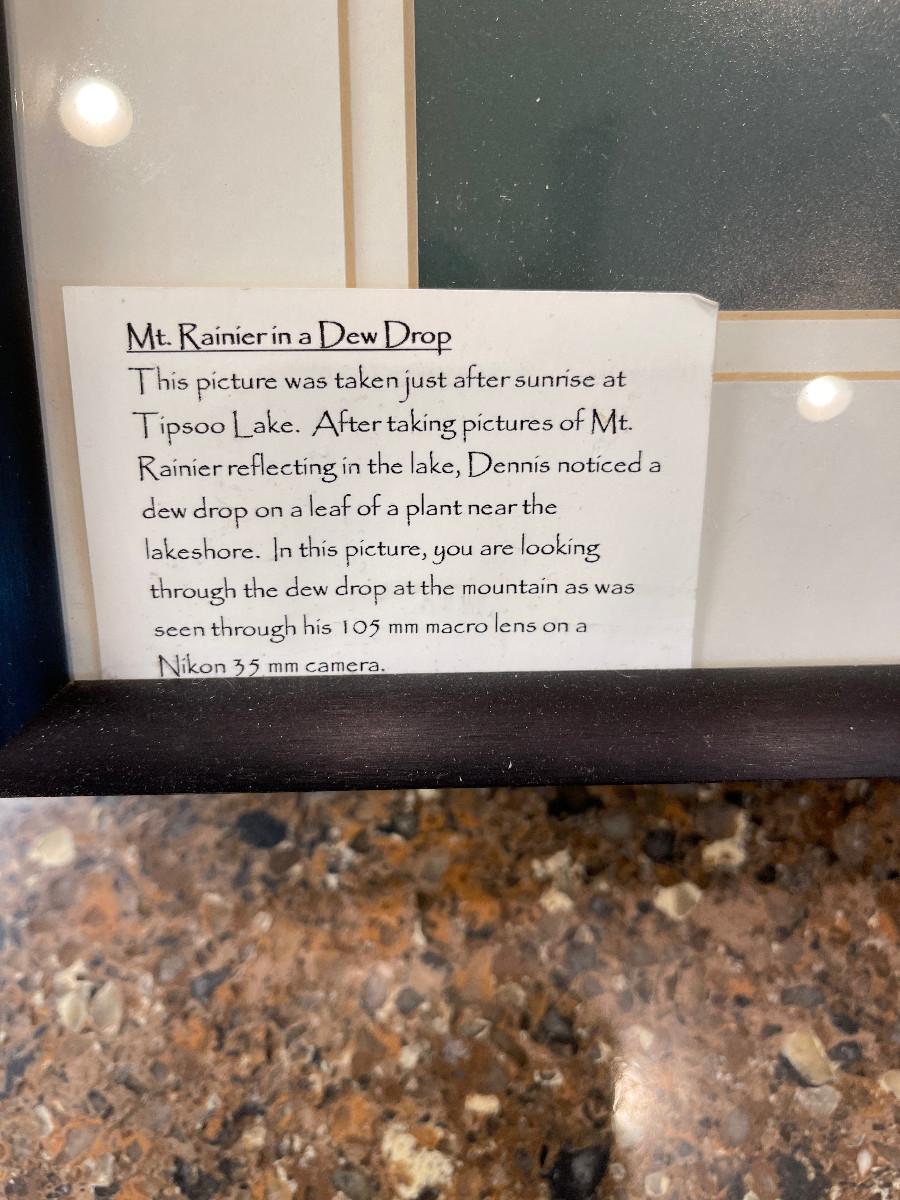 Mt. Rainier in a Dew Drop
This picture was taken just after sunrise at
Tipsoo Lake. After taking pictures of Mt.
Rainier reflecting in the lake, Dennis noticed a
dew drop on a leaf of a plant near the
lakeshore. In this picture, you are looking
through the dew drop at the mountain as was
seen through his 105 mm macro lens on a
Nikon 35 mm camera.